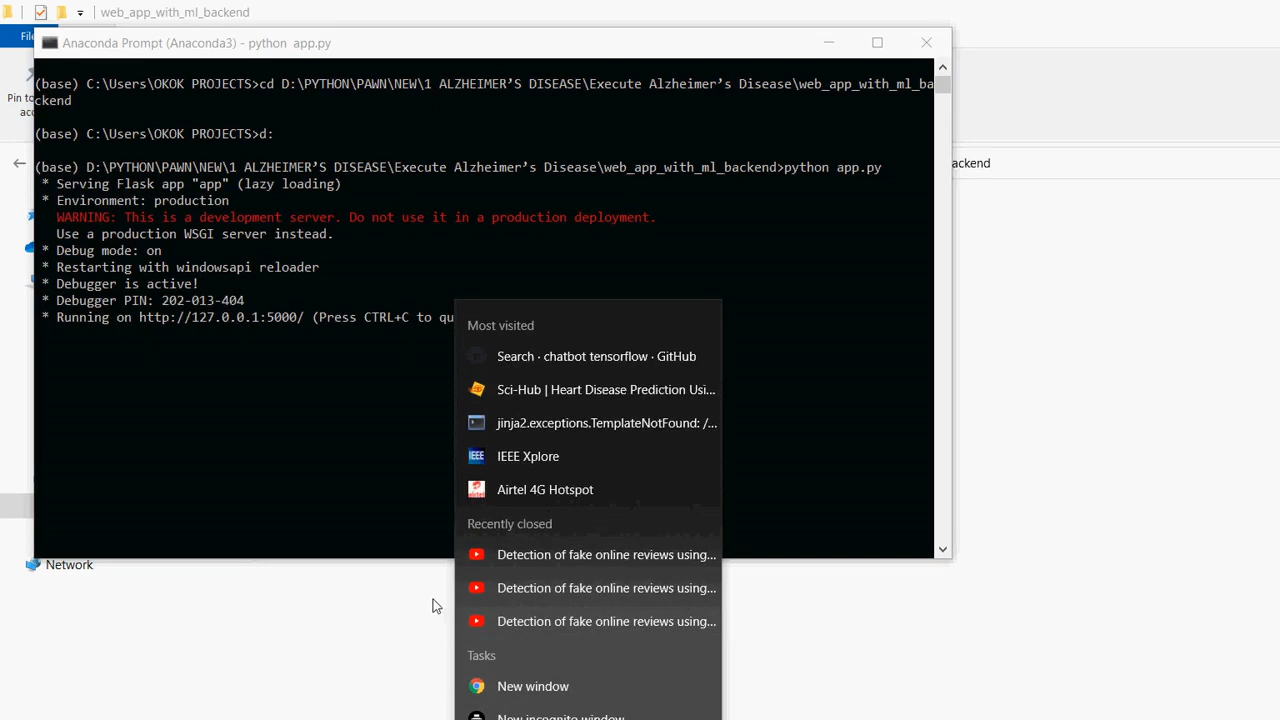 web_app_with_ml_backend
File
Anaconda Prompt (Anaconda3) - python  app.py
Pin to
(base) C:\Users\OKOK PROJECTS>cd D:\PYTHON\PAWN\NEW\1 ALZHEIMER’S DISEASE\Execute Alzheimer’s Disease\web_app_with_ml_ba
ckend
(base) C:\Users\OKOK PROJECTS>d:
(base) D:\PYTHON\PAWN\NEW\1 ALZHEIMER’S DISEASE\Execute Alzheimer’s Disease\web_app_with_ml_backend>python app.py
ackend
* Serving Flask app "app" (lazy loading)
* Environment: production
WARNING: This is a development server. Do not use it in a production deployment.
Use a production WSGI server instead.
* Debug mode: on
* Restarting with windowsapi reloader
* Debugger is active!
* Debugger PIN: 202-013-404
* Running on http://127.0.0.1:5000/ (Press CTRL+C to qu
Most visited
Search · chatbot tensorflow · GitHub
Sci-Hub | Heart Disease Prediction Usi...
jinja2.exceptions.TemplateNotFound: /...
IEEE Xplore
Airtel 4G Hotspot
Recently closed
Detection of fake online reviews using...
Detection of fake online reviews using...
Detection of fake online reviews using...
Tasks
New window
New incognito window
Network